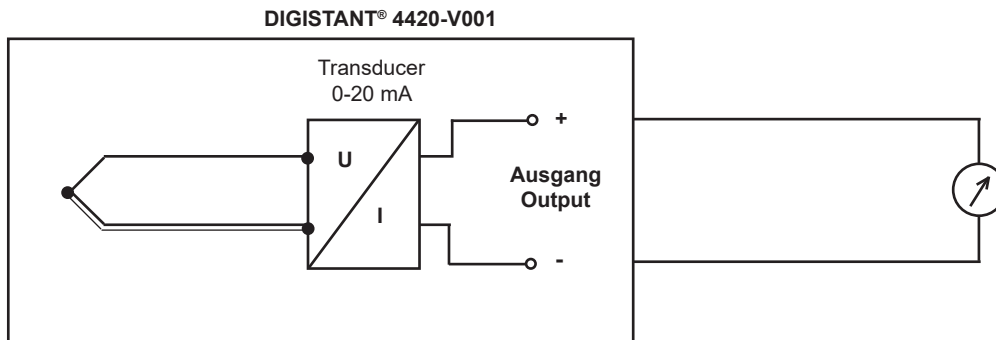 DIGISTANT® 4420-V001
Transducer
0-20 mA
U
I
+
Ausgang
Output
-